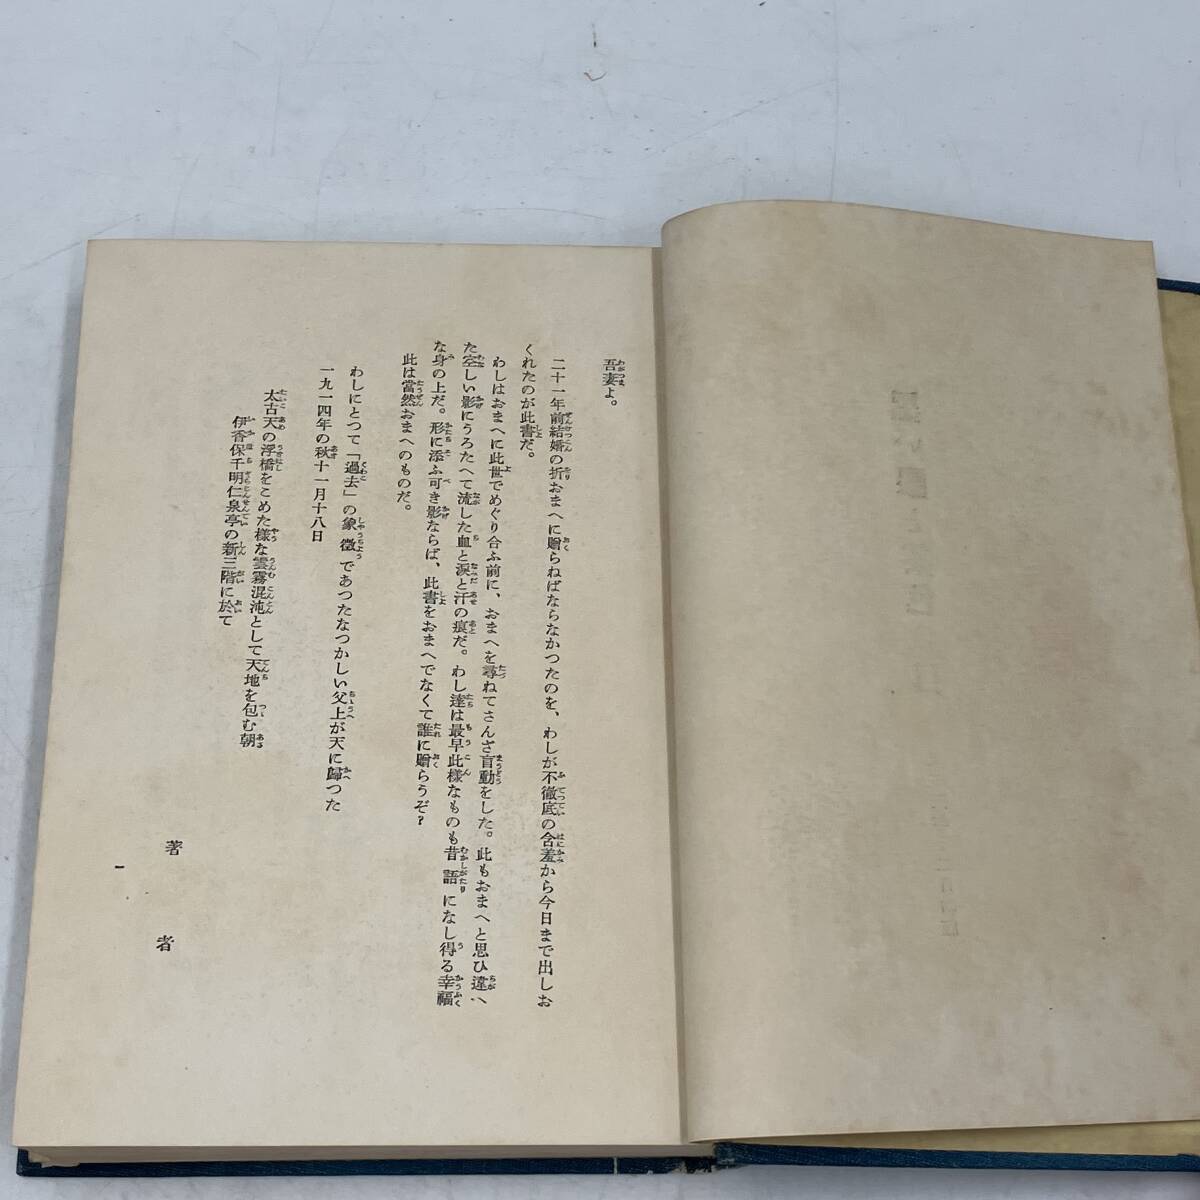 吾妻よ。
二十一年前結婚の折おまへに贈らねばならなかつたのを、わしが不徹底の含羞から今日まで出しお
くれたのが此書だ。
わしはおまへに此世でめぐり合ふ前に、おまへを尋ねてさんざ盲動をした。此もおまへと思ひ違へ
た空しい影にうろたへて流した血と涙と汗の痕だ。わし達は最早此様なものも昔語になし得る幸福
な身の上だ。形に添ふ可き影ならば、此書をおまへでなくて誰に贈らうぞ?
此は當然おまへのものだ。
わしにとつて「過去」の象徴であつたなつかしい父上が天に歸つた
一九一四年の秋十一月十八日
太古天の浮橋をこめた様な雲霧混沌として天地を包む朝
伊香保千明仁泉亭の新三階に於て
著者
一